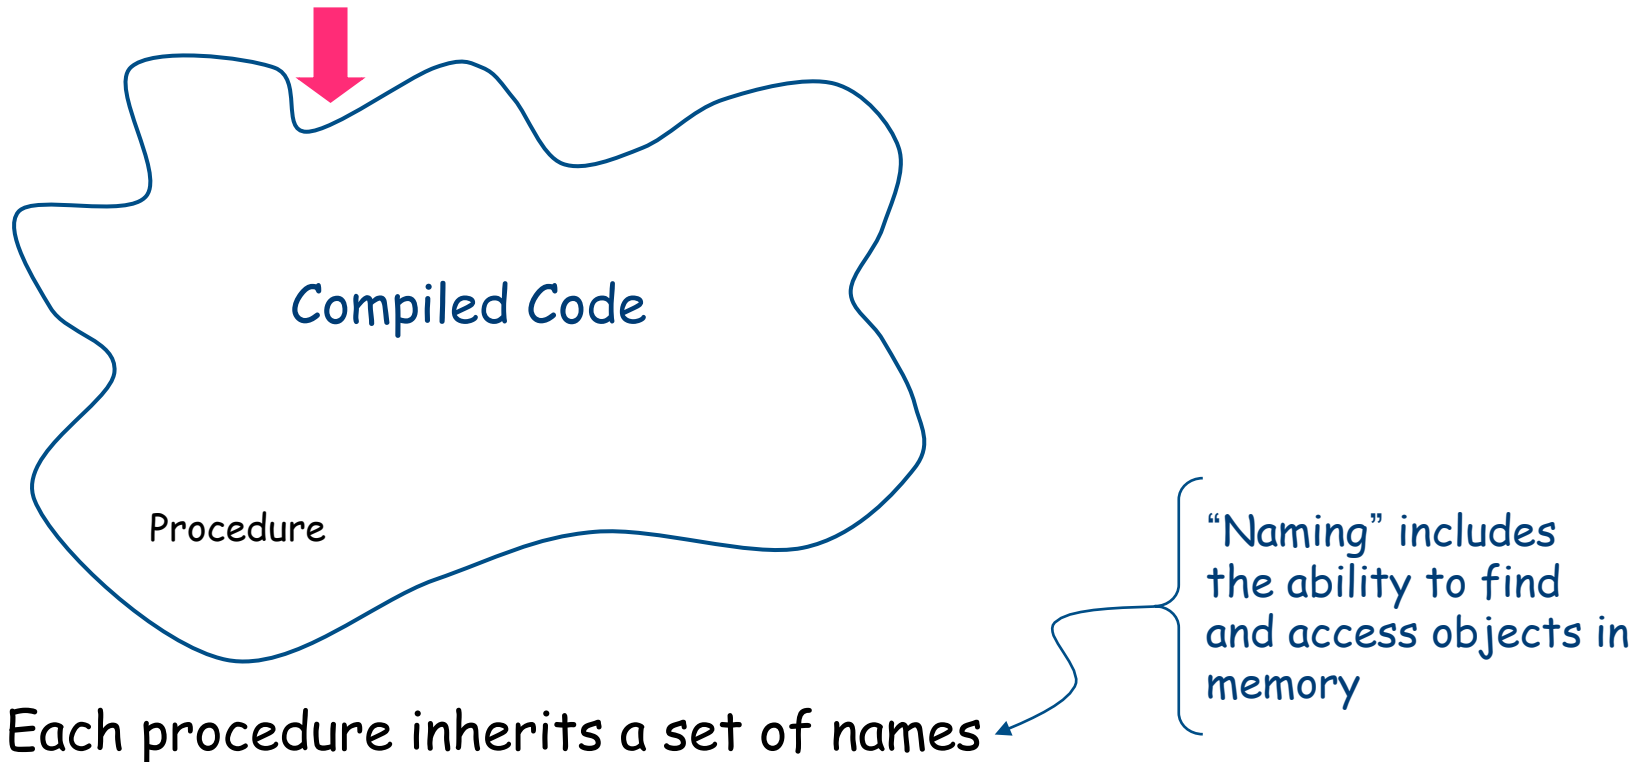 Compiled Code
Procedure
“Naming” includes
the ability to find
and access objects in
memory
Each procedure inherits a set of names